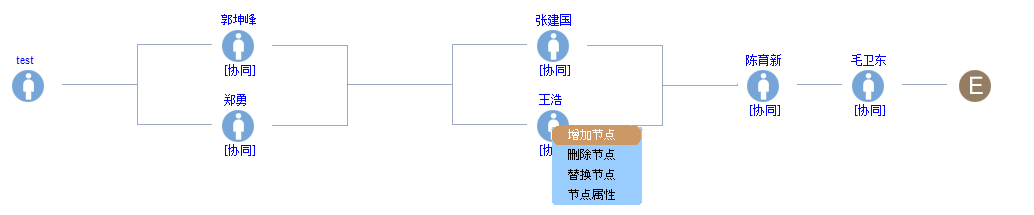 郭坤峰
张建国
test
陈育新
毛卫东
[协同]
[协同]
E
郑勇
王浩
[协同]
[协同]
增加节点
[协同]
[协
删除节点
替换节点
节点属性